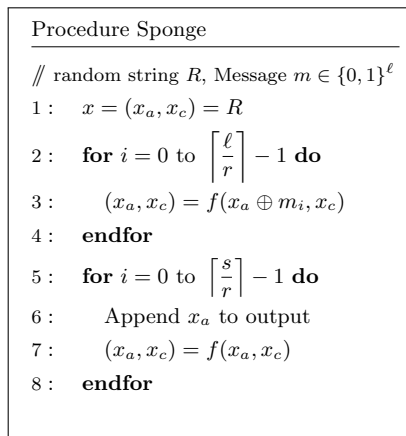 Procedure Sponge
// random string R, Message m ∈ {0, 1}^ℓ
1 : x = (x_a, x_c) = R
2 : for i = 0 to ⌈ℓ/r⌉ − 1 do
3 : (x_a, x_c) = f(x_a ⊕ m_i, x_c)
4 : endfor
5 : for i = 0 to ⌈s/r⌉ − 1 do
6 : Append x_a to output
7 : (x_a, x_c) = f(x_a, x_c)
8 : endfor